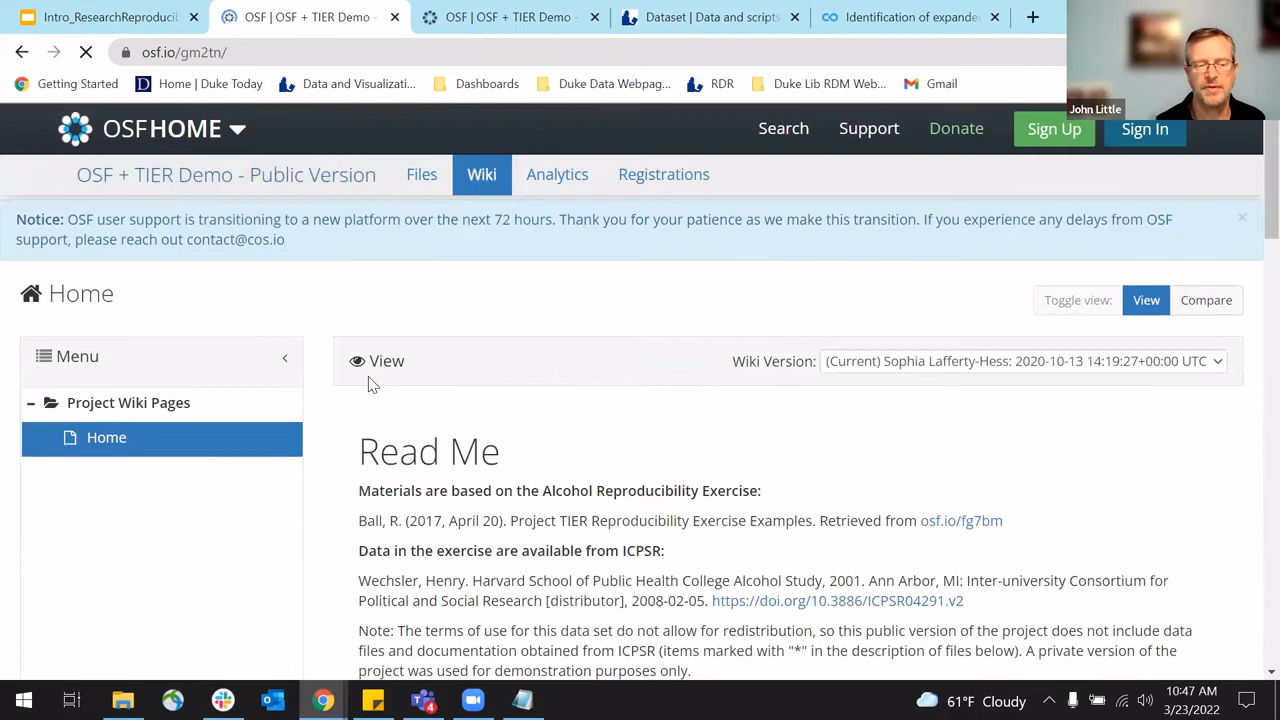 Intro_ResearchReproducib
OSF | OSF + TIER Demo -
OSF | OSF + TIER Demo -
Dataset | Data and scripts
Identification of expande
osf.io/gm2tn/
Getting Started
Home | Duke Today
Data and Visualizati...
Dashboards
Duke Data Webpag...
RDR
Duke Lib RDM Web...
Gmail
John Little
OSFHOME
Search
Support
Donate
Sign Up
Sign In
OSF + TIER Demo - Public Version
Files
Wiki
Analytics
Registrations
Notice: OSF user support is transitioning to a new platform over the next 72 hours. Thank you for your patience as we make this transition. If you experience any delays from OSF
support, please reach out contact@cos.io
Home
Toggle view:
View
Compare
Menu
View
Wiki Version:
(Current) Sophia Lafferty-Hess: 2020-10-13 14:19:27+00:00 UTC
Project Wiki Pages
Home
Read Me
Materials are based on the Alcohol Reproducibility Exercise:
Ball, R. (2017, April 20). Project TIER Reproducibility Exercise Examples. Retrieved from osf.io/fg7bm
Data in the exercise are available from ICPSR:
Wechsler, Henry. Harvard School of Public Health College Alcohol Study, 2001. Ann Arbor, MI: Inter-university Consortium for
Political and Social Research [distributor], 2008-02-05. https://doi.org/10.3886/ICPSR04291.v2
Note: The terms of use for this data set do not allow for redistribution, so this public version of the project does not include data
files and documentation obtained from ICPSR (items marked with "*" in the description of files below). A private version of the
project was used for demonstration purposes only.
61°F Cloudy
10:47 AM
3/23/2022